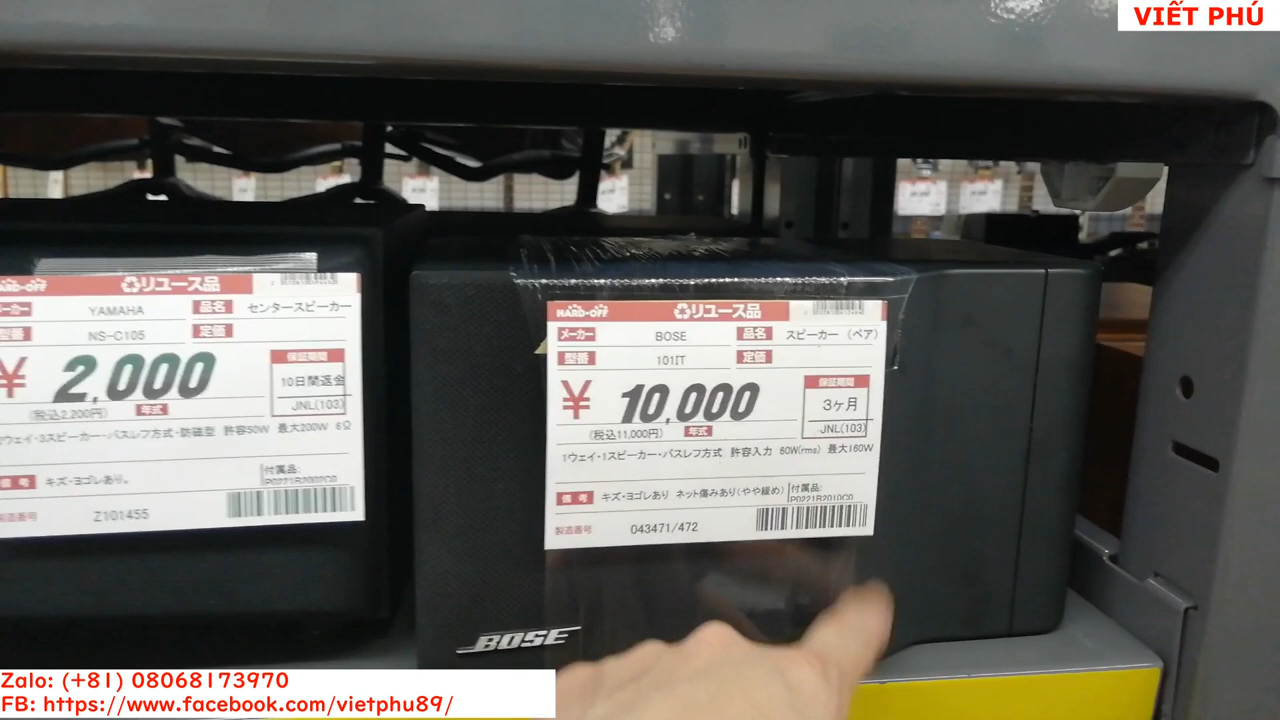 VIẾT PHÚ
HARD-OFF リユース品
YAMAHA 品名 センタースピーカー
型番 NS-C105 定価
¥ 2,000
保証期間
10日間返金
JNL(103)
(税込2,200円) 年式
ウェイ・3スピーカー・バスレフ方式・防磁型 許容50W 最大200W 6Ω
備考 キズ・ヨゴレあり。
付属品:
製造番号 Z101455
HARD-OFF リユース品
メーカー BOSE 品名 スピーカー (ペア)
型番 101IT 定価
¥ 10,000
保証期間
3ヶ月
JNL(103)
(税込11,000円) 年式
1ウェイ・1スピーカー・バスレフ方式 許容入力 60W(rms) 最大160W
備考 キズ・ヨゴレあり ネット傷みあり(やや緩め)
付属品:
製造番号 043471/472
BOSE
Zalo: (+81) 08068173970
FB: https://www.facebook.com/vietphu89/